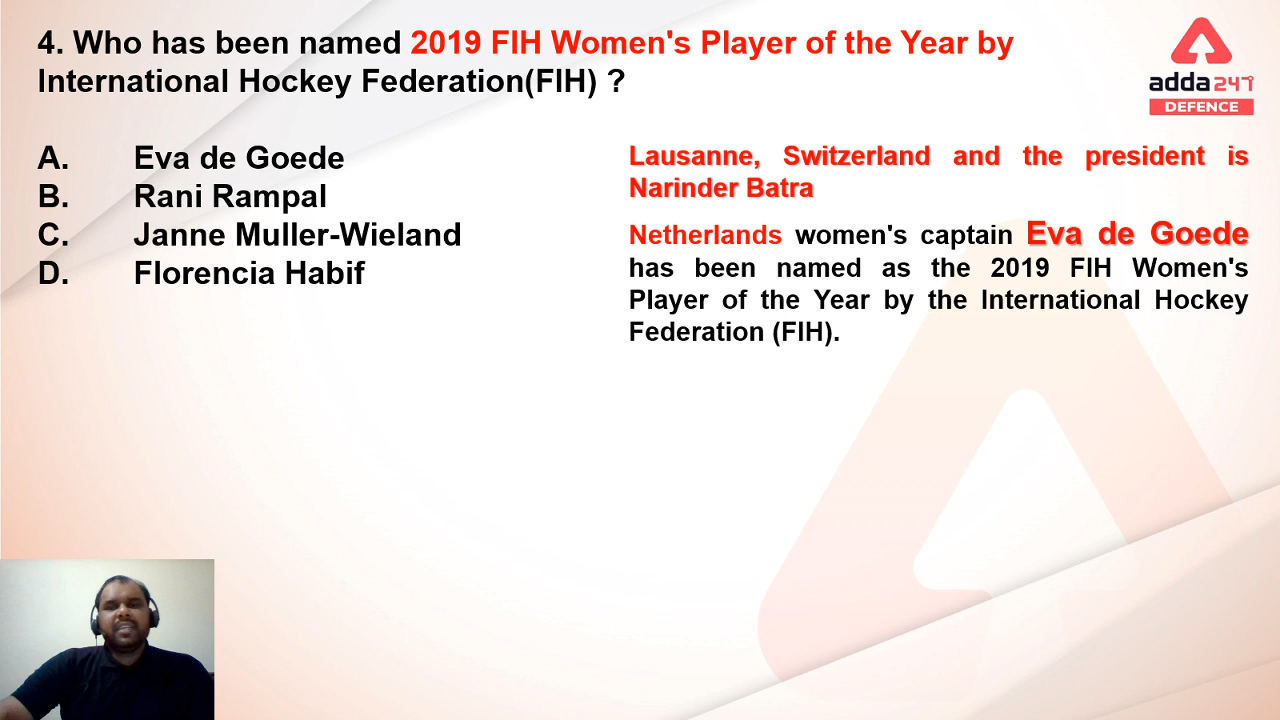 4. Who has been named 2019 FIH Women's Player of the Year by
International Hockey Federation(FIH) ?
adda247
DEFENCE
A. Eva de Goede
B. Rani Rampal
C. Janne Muller-Wieland
D. Florencia Habif
Lausanne, Switzerland and the president is
Narinder Batra
Netherlands women's captain Eva de Goede
has been named as the 2019 FIH Women's
Player of the Year by the International Hockey
Federation (FIH).